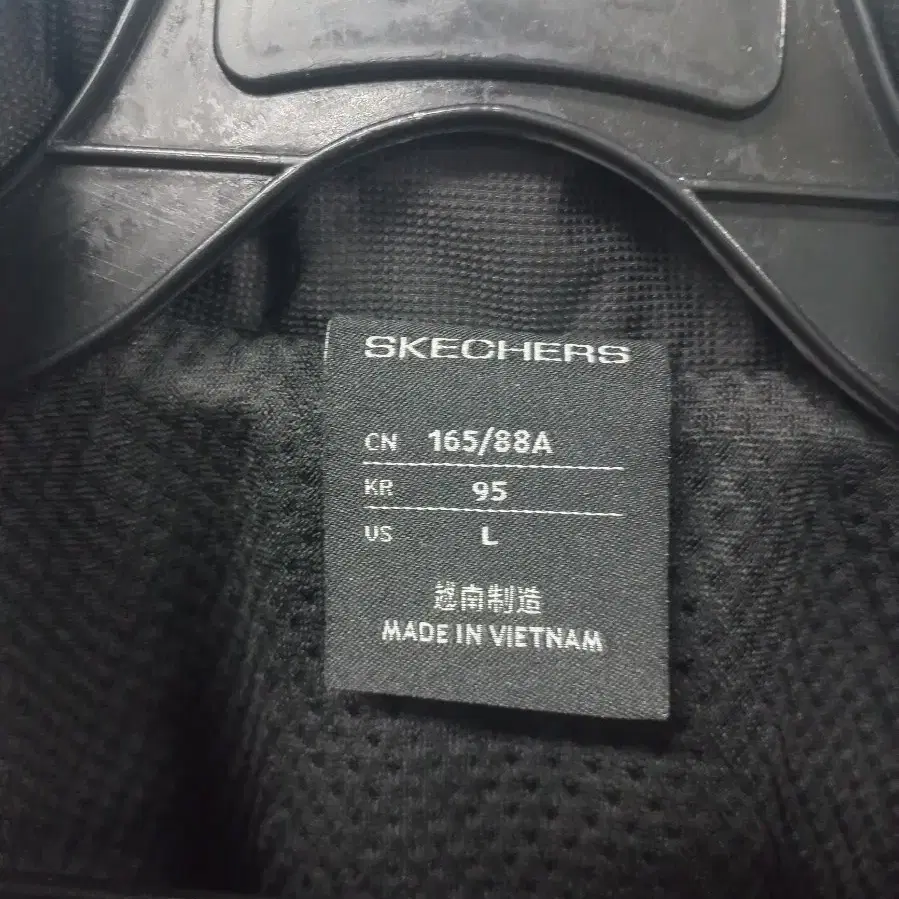 SKECHERS
CN 165/88A
KR 95
US L
越南制造
MADE IN VIETNAM